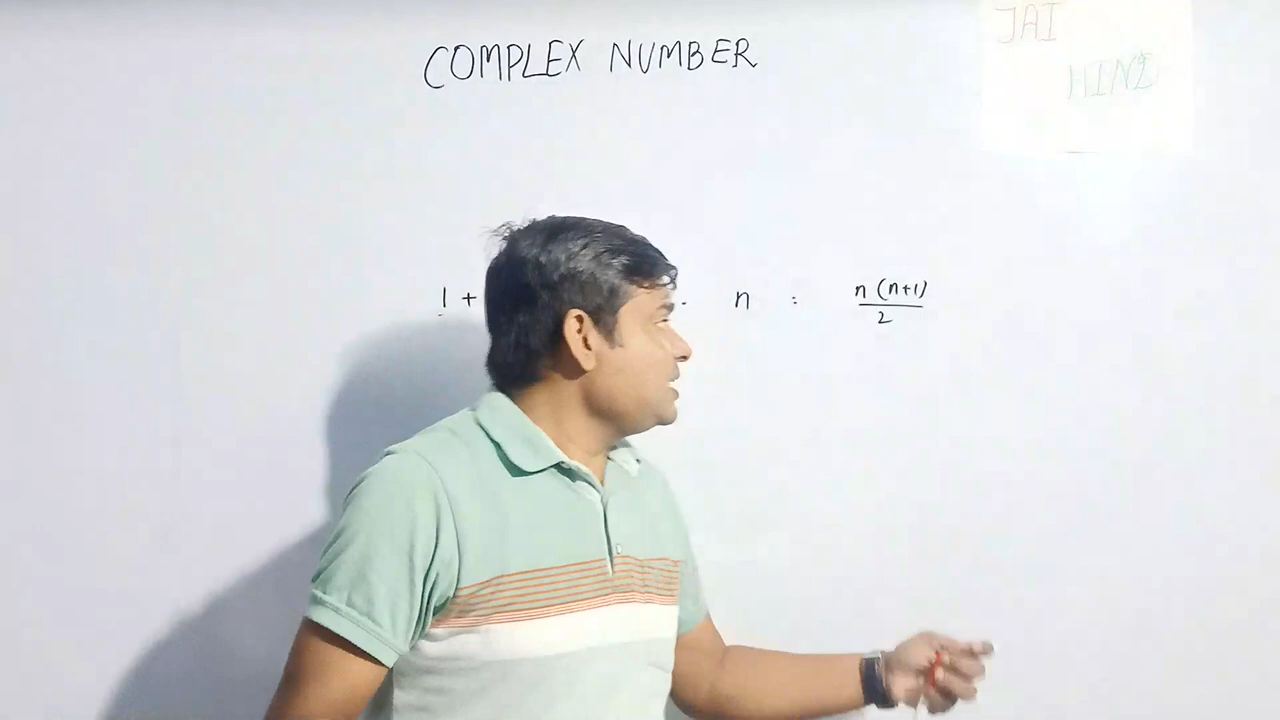 JAI
HIND
COMPLEX NUMBER
1 + . n : n (n+1) / 2